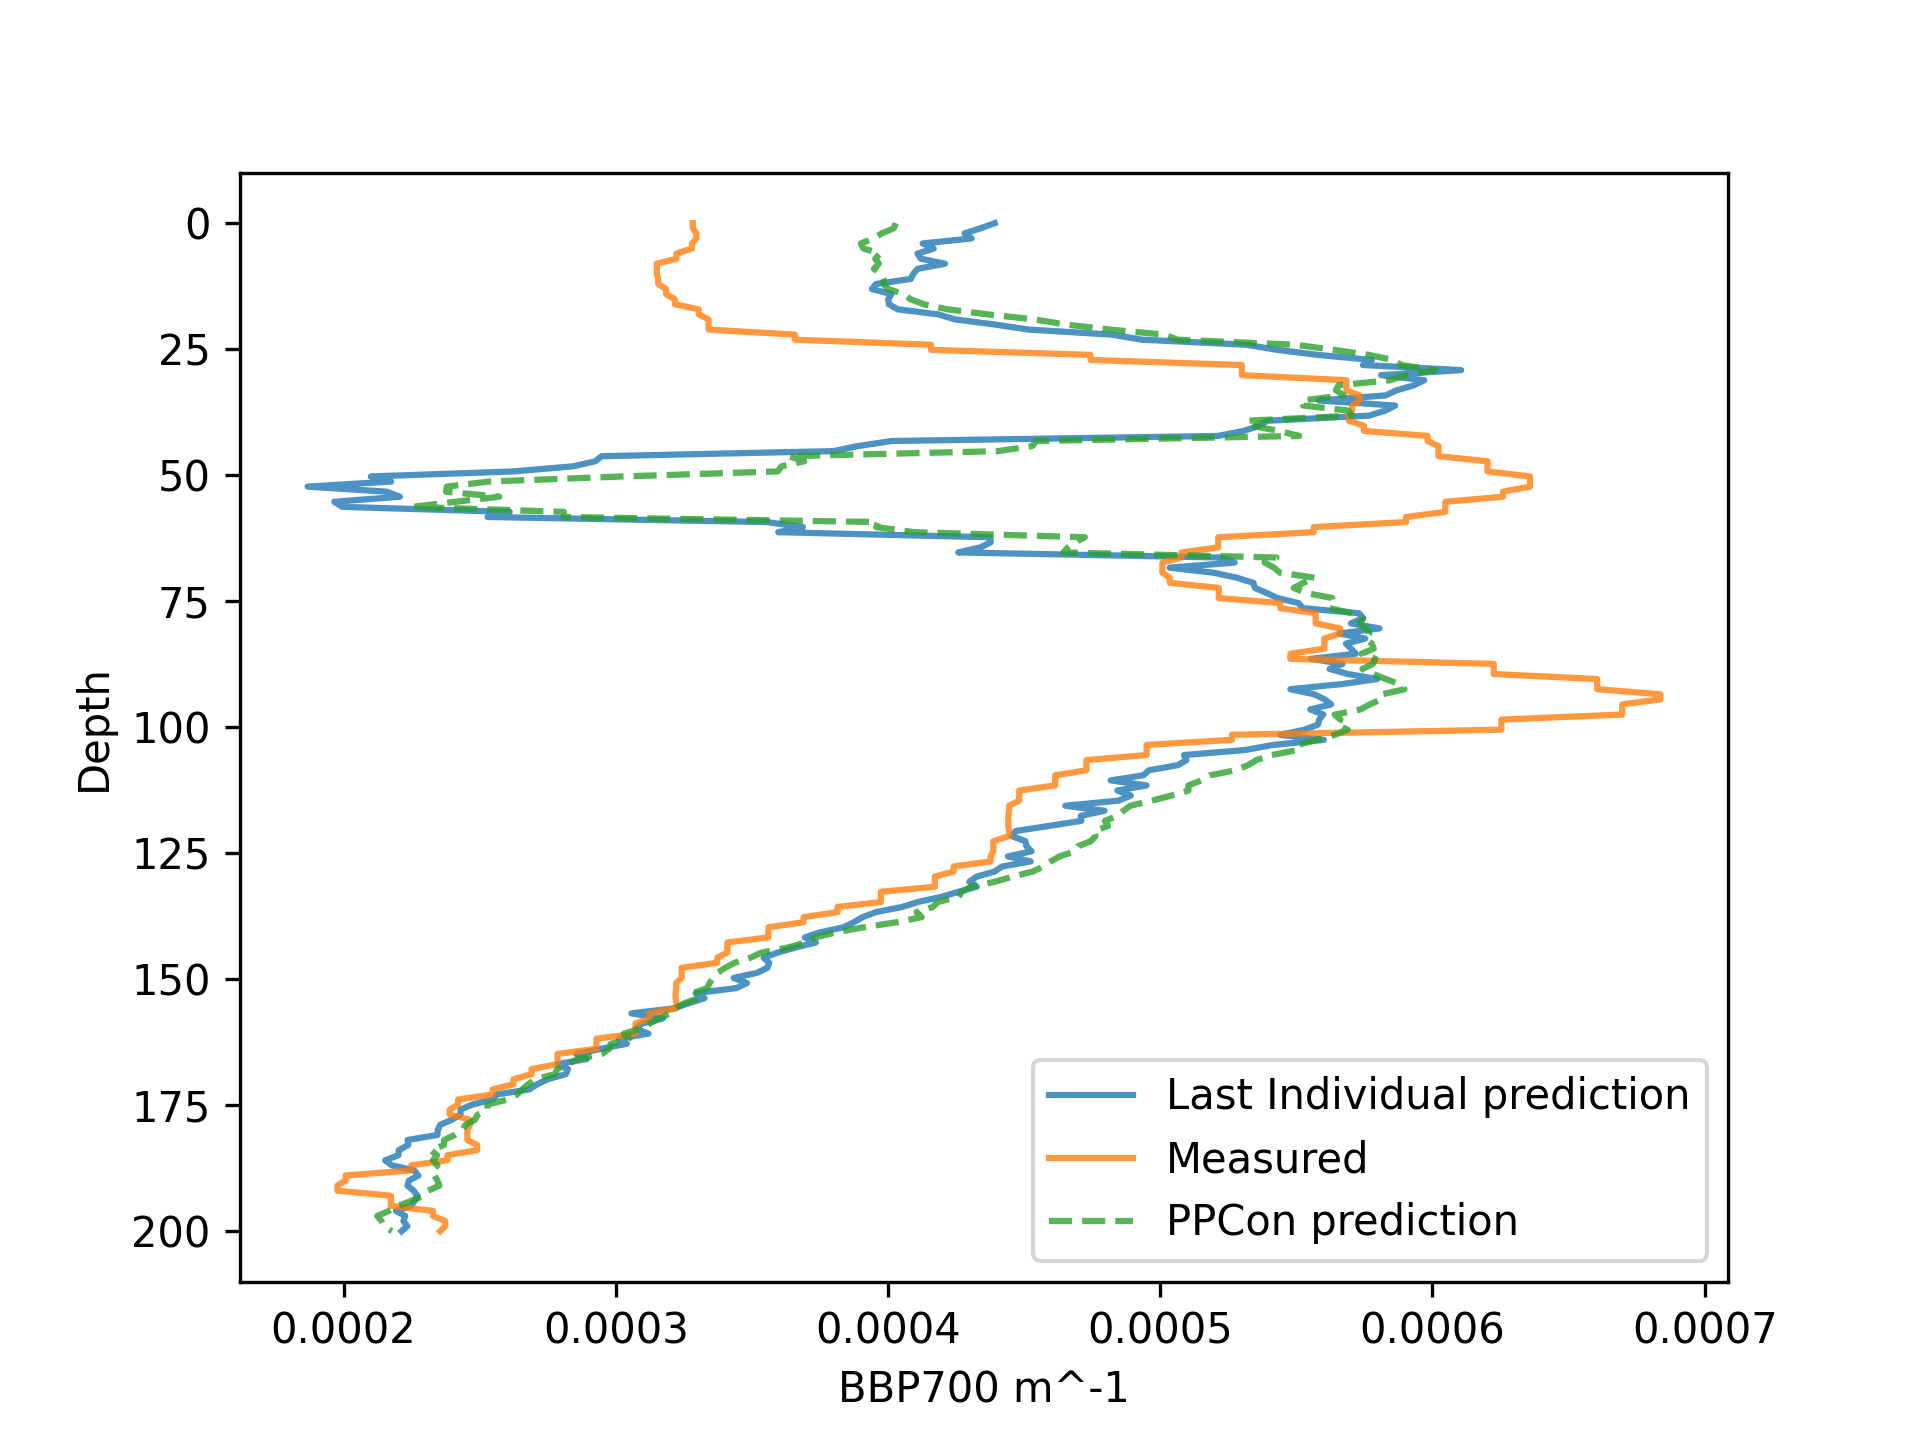 0
25
50
75
100
125
150
175
200
Depth
0.0002 0.0003 0.0004 0.0005 0.0006 0.0007
BBP700 m^-1
Last Individual prediction
Measured
PPCon prediction